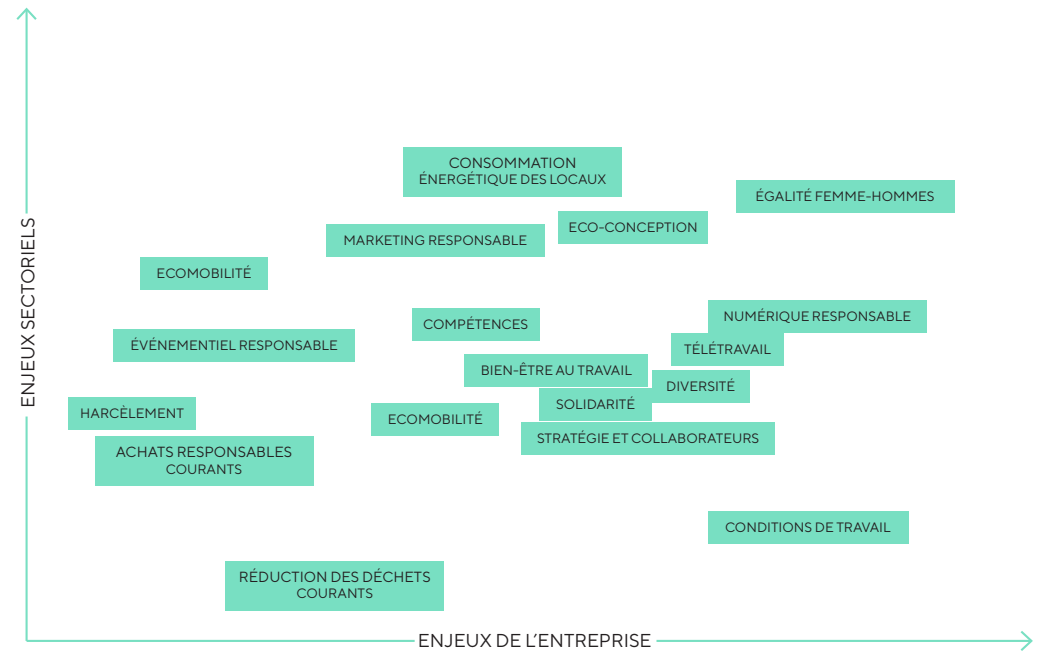 CONSOMMATION
ÉNERGÉTIQUE DES LOCAUX
ÉGALITÉ FEMME-HOMMES
ECO-CONCEPTION
MARKETING RESPONSABLE
ECOMOBILITÉ
NUMÉRIQUE RESPONSABLE
COMPÉTENCES
ÉVÉNEMENTIEL RESPONSABLE
TÉLÉTRAVAIL
BIEN-ÊTRE AU TRAVAIL
DIVERSITÉ
SOLIDARITÉ
HARCÈLEMENT
ECOMOBILITÉ
STRATÉGIE ET COLLABORATEURS
ACHATS RESPONSABLES
COURANTS
CONDITIONS DE TRAVAIL
RÉDUCTION DES DÉCHETS
COURANTS
ENJEUX SECTORIELS
ENJEUX DE L'ENTREPRISE